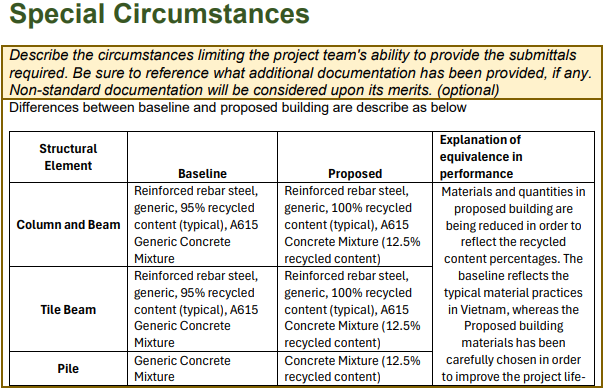 Special Circumstances
Describe the circumstances limiting the project team's ability to provide the submittals
required. Be sure to reference what additional documentation has been provided, if any.
Non-standard documentation will be considered upon its merits. (optional)
Differences between baseline and proposed building are describe as below
Structural
Element
Baseline
Proposed
Explanation of
equivalence in
performance
Column and Beam
Reinforced rebar steel,
generic, 95% recycled
content (typical), A615
Generic Concrete
Mixture
Reinforced rebar steel,
generic, 100% recycled
content (typical), A615
Concrete Mixture (12.5%
recycled content)
Materials and quantities in
proposed building are
being reduced in order to
reflect the recycled
content percentages. The
baseline reflects the
typical material practices
in Vietnam, whereas the
Proposed building
materials has been
carefully chosen in order
to improve the project life-
Tile Beam
Reinforced rebar steel,
generic, 95% recycled
content (typical), A615
Generic Concrete
Mixture
Reinforced rebar steel,
generic, 100% recycled
content (typical), A615
Concrete Mixture (12.5%
recycled content)
Pile
Generic Concrete
Mixture
Concrete Mixture (12.5%
recycled content)